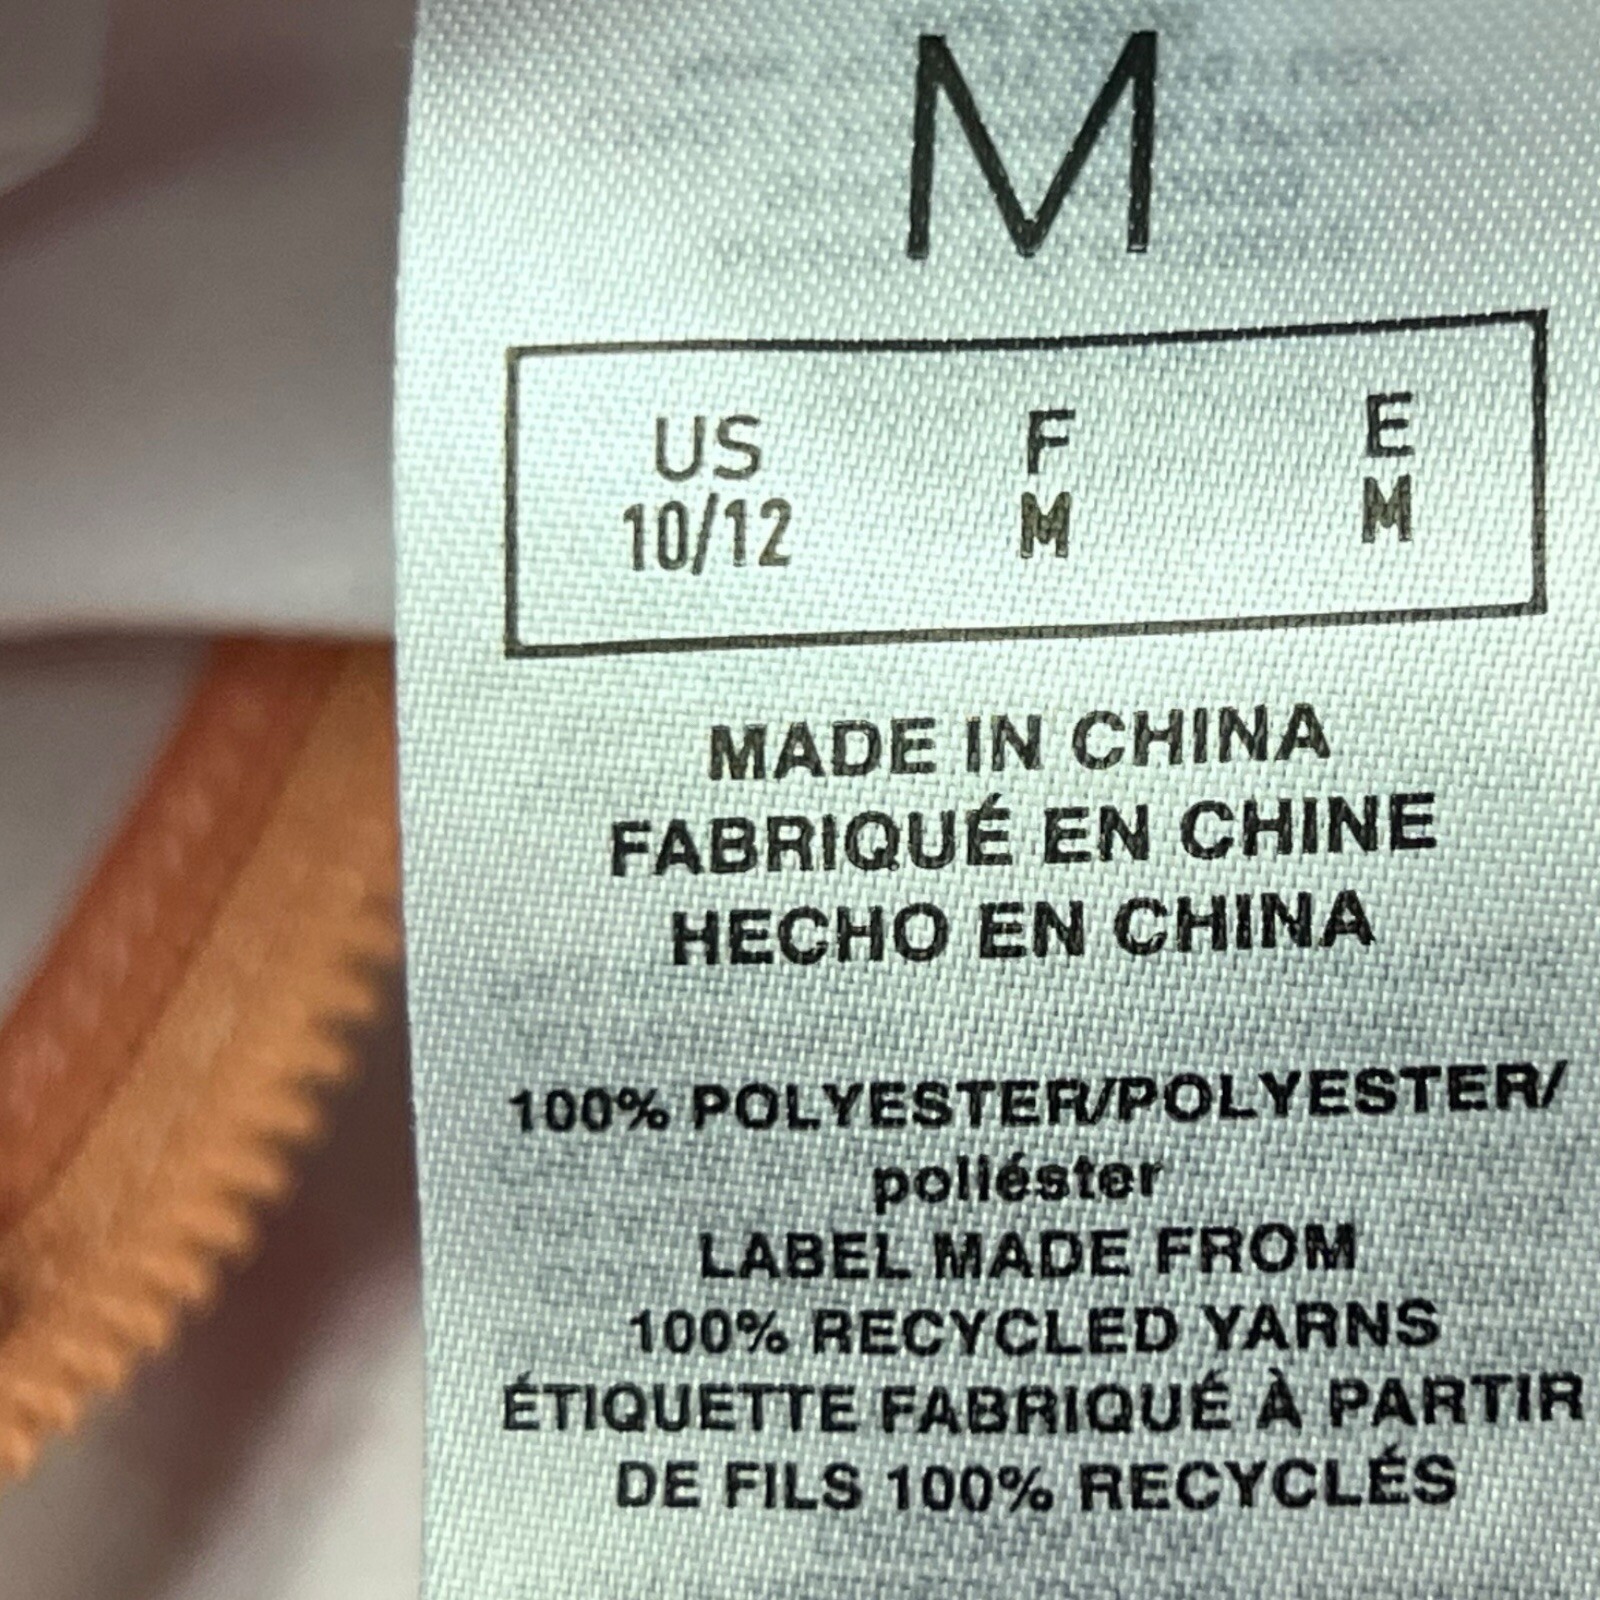 M
US F E
10/12 M M
MADE IN CHINA
FABRIQUÉ EN CHINE
HECHO EN CHINA
100% POLYESTER/POLYESTER/
poliéster
LABEL MADE FROM
100% RECYCLED YARNS
ÉTIQUETTE FABRIQUÉ À PARTIR
DE FILS 100% RECYCLÉS